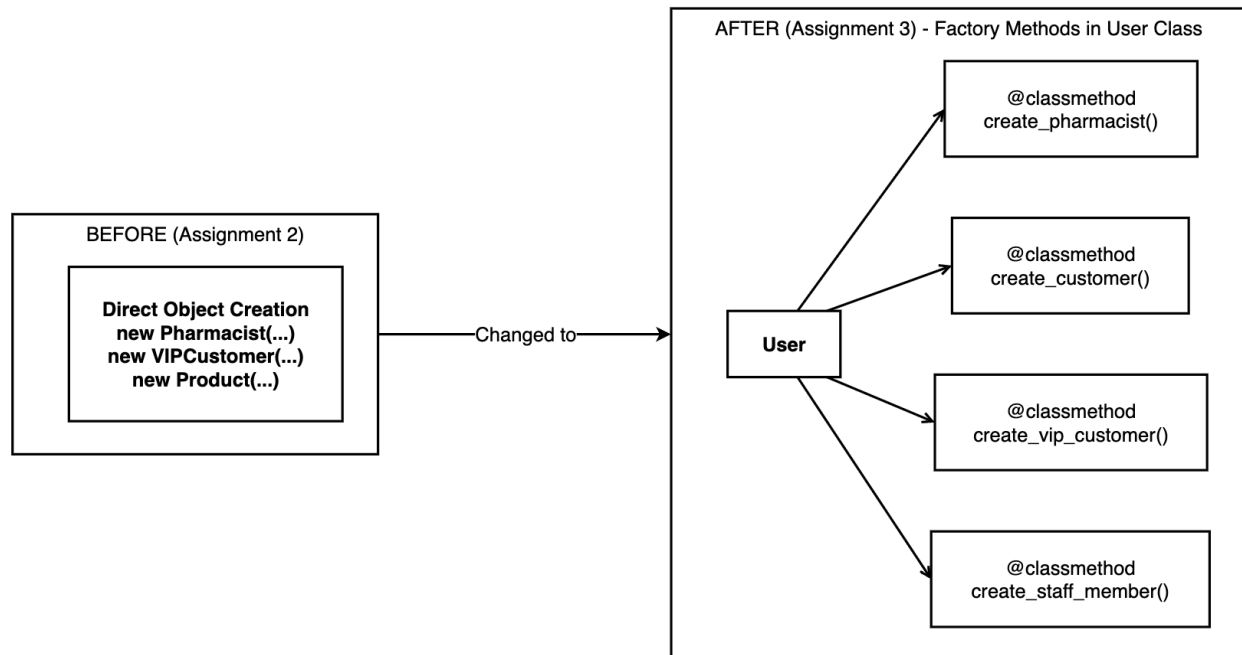 BEFORE (Assignment 2)
Direct Object Creation
new Pharmacist(...)
new VIPCustomer(...)
new Product(...)
Changed to
AFTER (Assignment 3) - Factory Methods in User Class
User
@classmethod
create_pharmacist()
@classmethod
create_customer()
@classmethod
create_vip_customer()
@classmethod
create_staff_member()